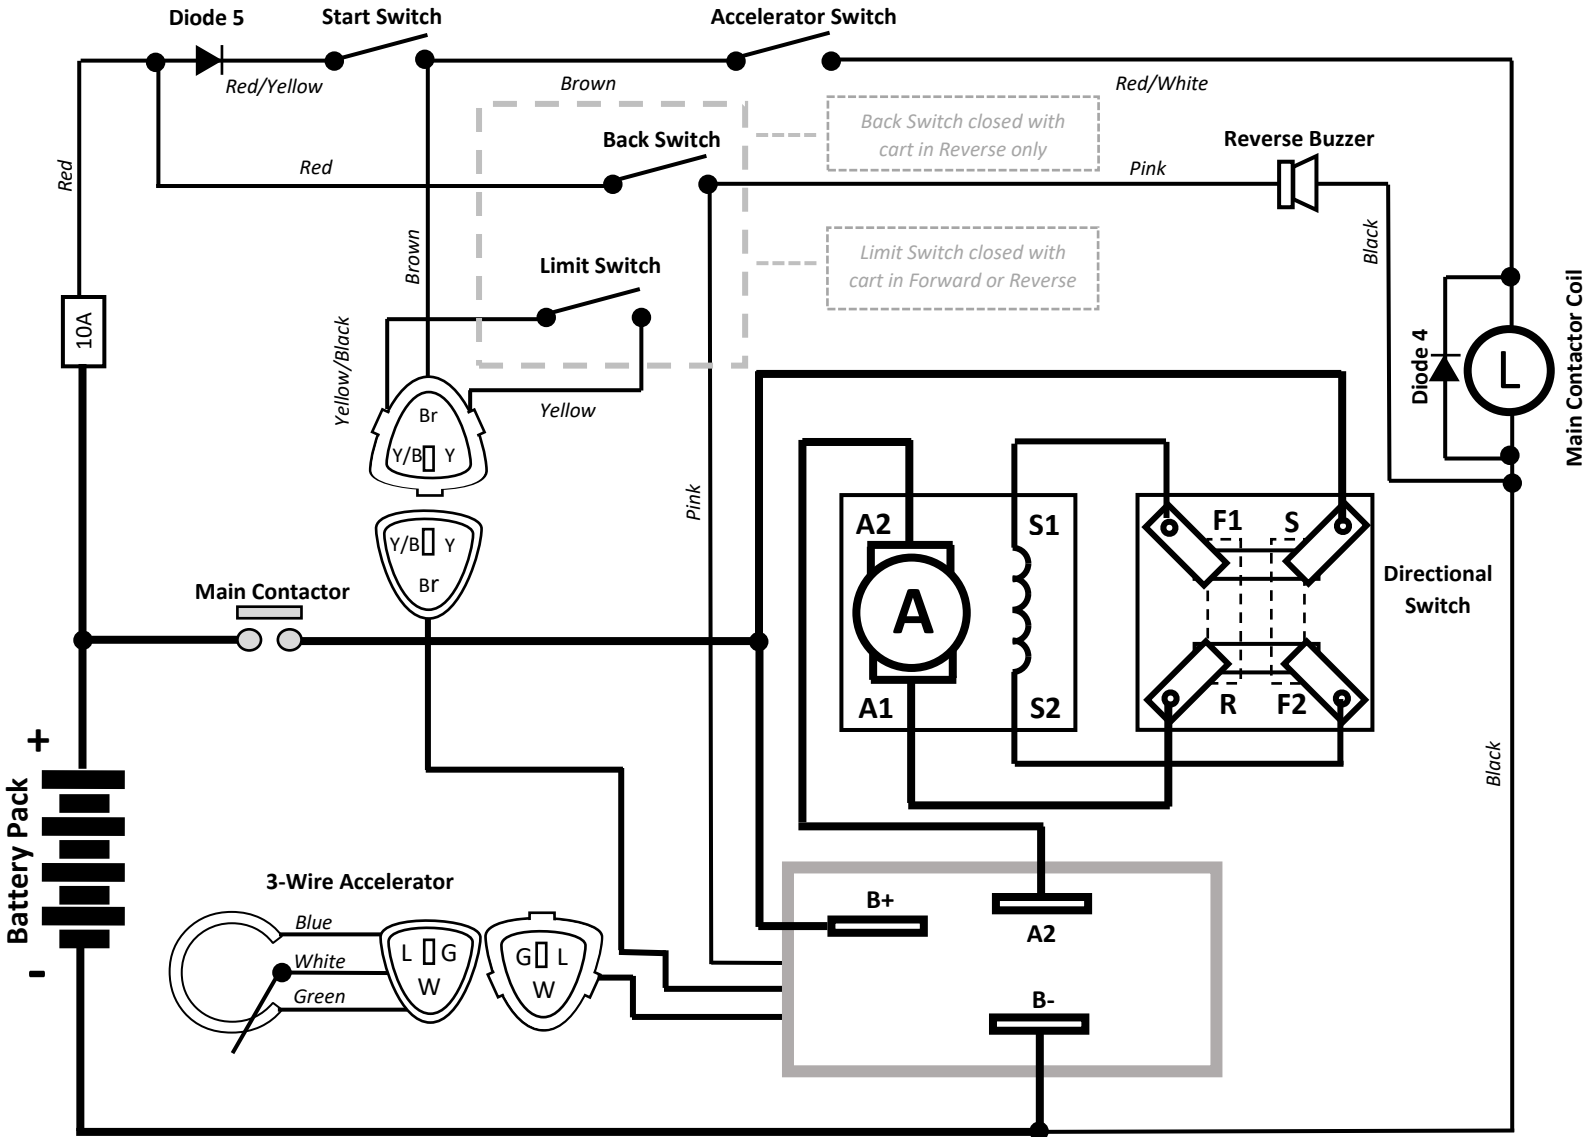 Diode 5
Start Switch
Accelerator Switch
Red/Yellow
Brown
Red/White
Back Switch
Back Switch closed with
cart in Reverse only
Reverse Buzzer
Red
Red
Pink
Brown
Black
Limit Switch
Limit Switch closed with
cart in Forward or Reverse
10A
Yellow/Black
Yellow
Diode 4
L
Main Contactor Coil
Br
Y/B
Y
Pink
A2
S1
F1
S
Y/B
Y
Br
Main Contactor
A
Directional
Switch
A1
S2
R
F2
+
Battery Pack
-
Black
3-Wire Accelerator
Blue
White
Green
L
G
W
G
L
W
B+
A2
B-